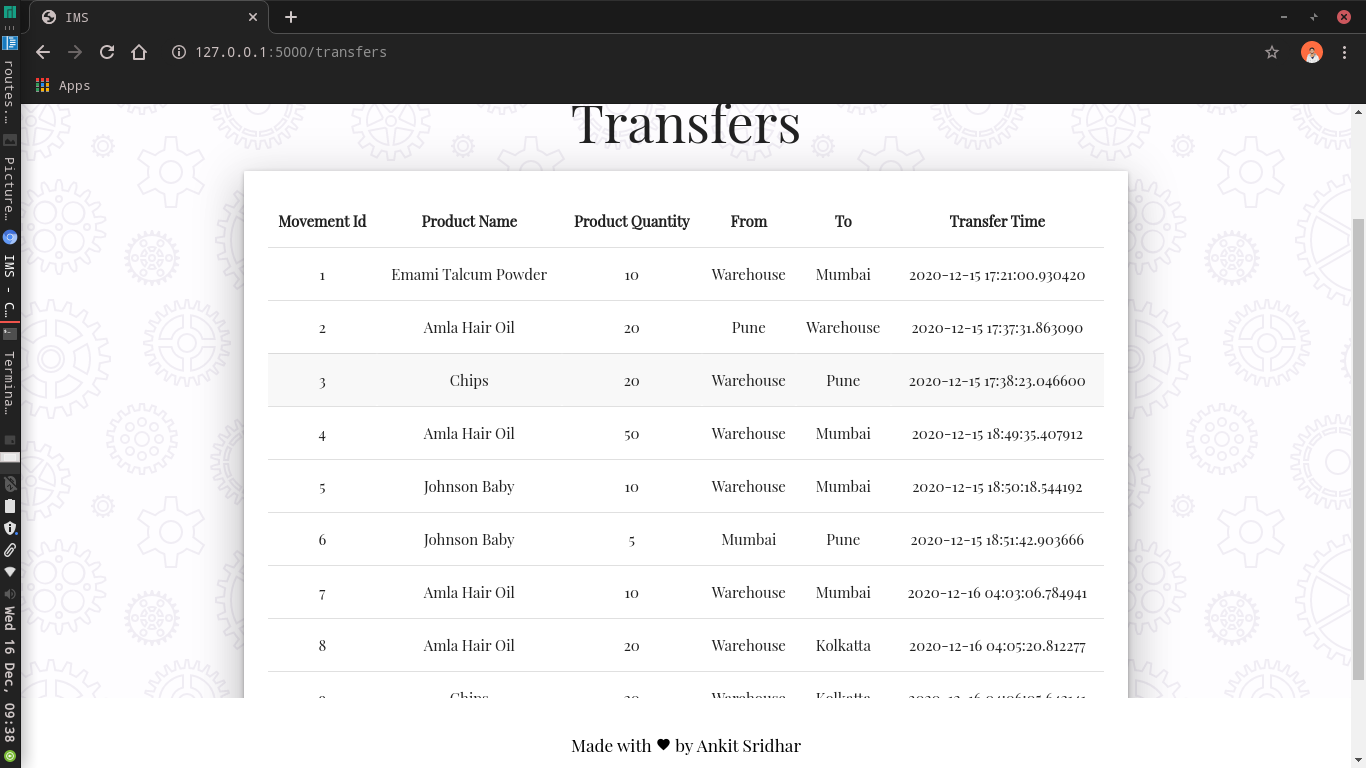 IMS
127.0.0.1:5000/transfers
Apps
routes....
Picture...
IMS - C...
Termina...
Wed 16 Dec, 09:38
Transfers
Movement Id Product Name Product Quantity From To Transfer Time
1 Emami Talcum Powder 10 Warehouse Mumbai 2020-12-15 17:21:00.930420
2 Amla Hair Oil 20 Pune Warehouse 2020-12-15 17:37:31.863090
3 Chips 20 Warehouse Pune 2020-12-15 17:38:23.046600
4 Amla Hair Oil 50 Warehouse Mumbai 2020-12-15 18:49:35.407912
5 Johnson Baby 10 Warehouse Mumbai 2020-12-15 18:50:18.544192
6 Johnson Baby 5 Mumbai Pune 2020-12-15 18:51:42.903666
7 Amla Hair Oil 10 Warehouse Mumbai 2020-12-16 04:03:06.784941
8 Amla Hair Oil 20 Warehouse Kolkatta 2020-12-16 04:05:20.812277
Chips Warehouse Kolkatta
Made with ♥ by Ankit Sridhar